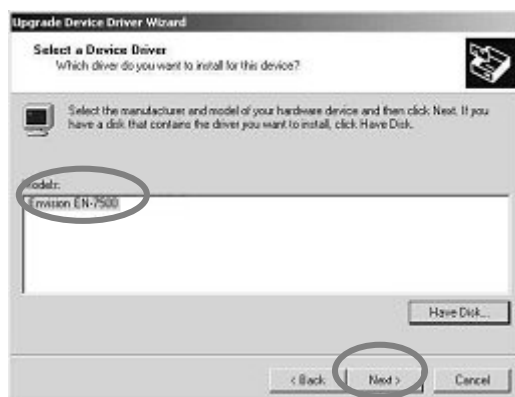 Upgrade Device Driver Wizard
Select a Device Driver
Which driver do you want to install for this device?
Select the manufacturer and model of your hardware device and then click Next. If you
have a disk that contains the driver you want to install, click Have Disk.
Models:
Envision EN-7500
Have Disk...
< Back
Next >
Cancel